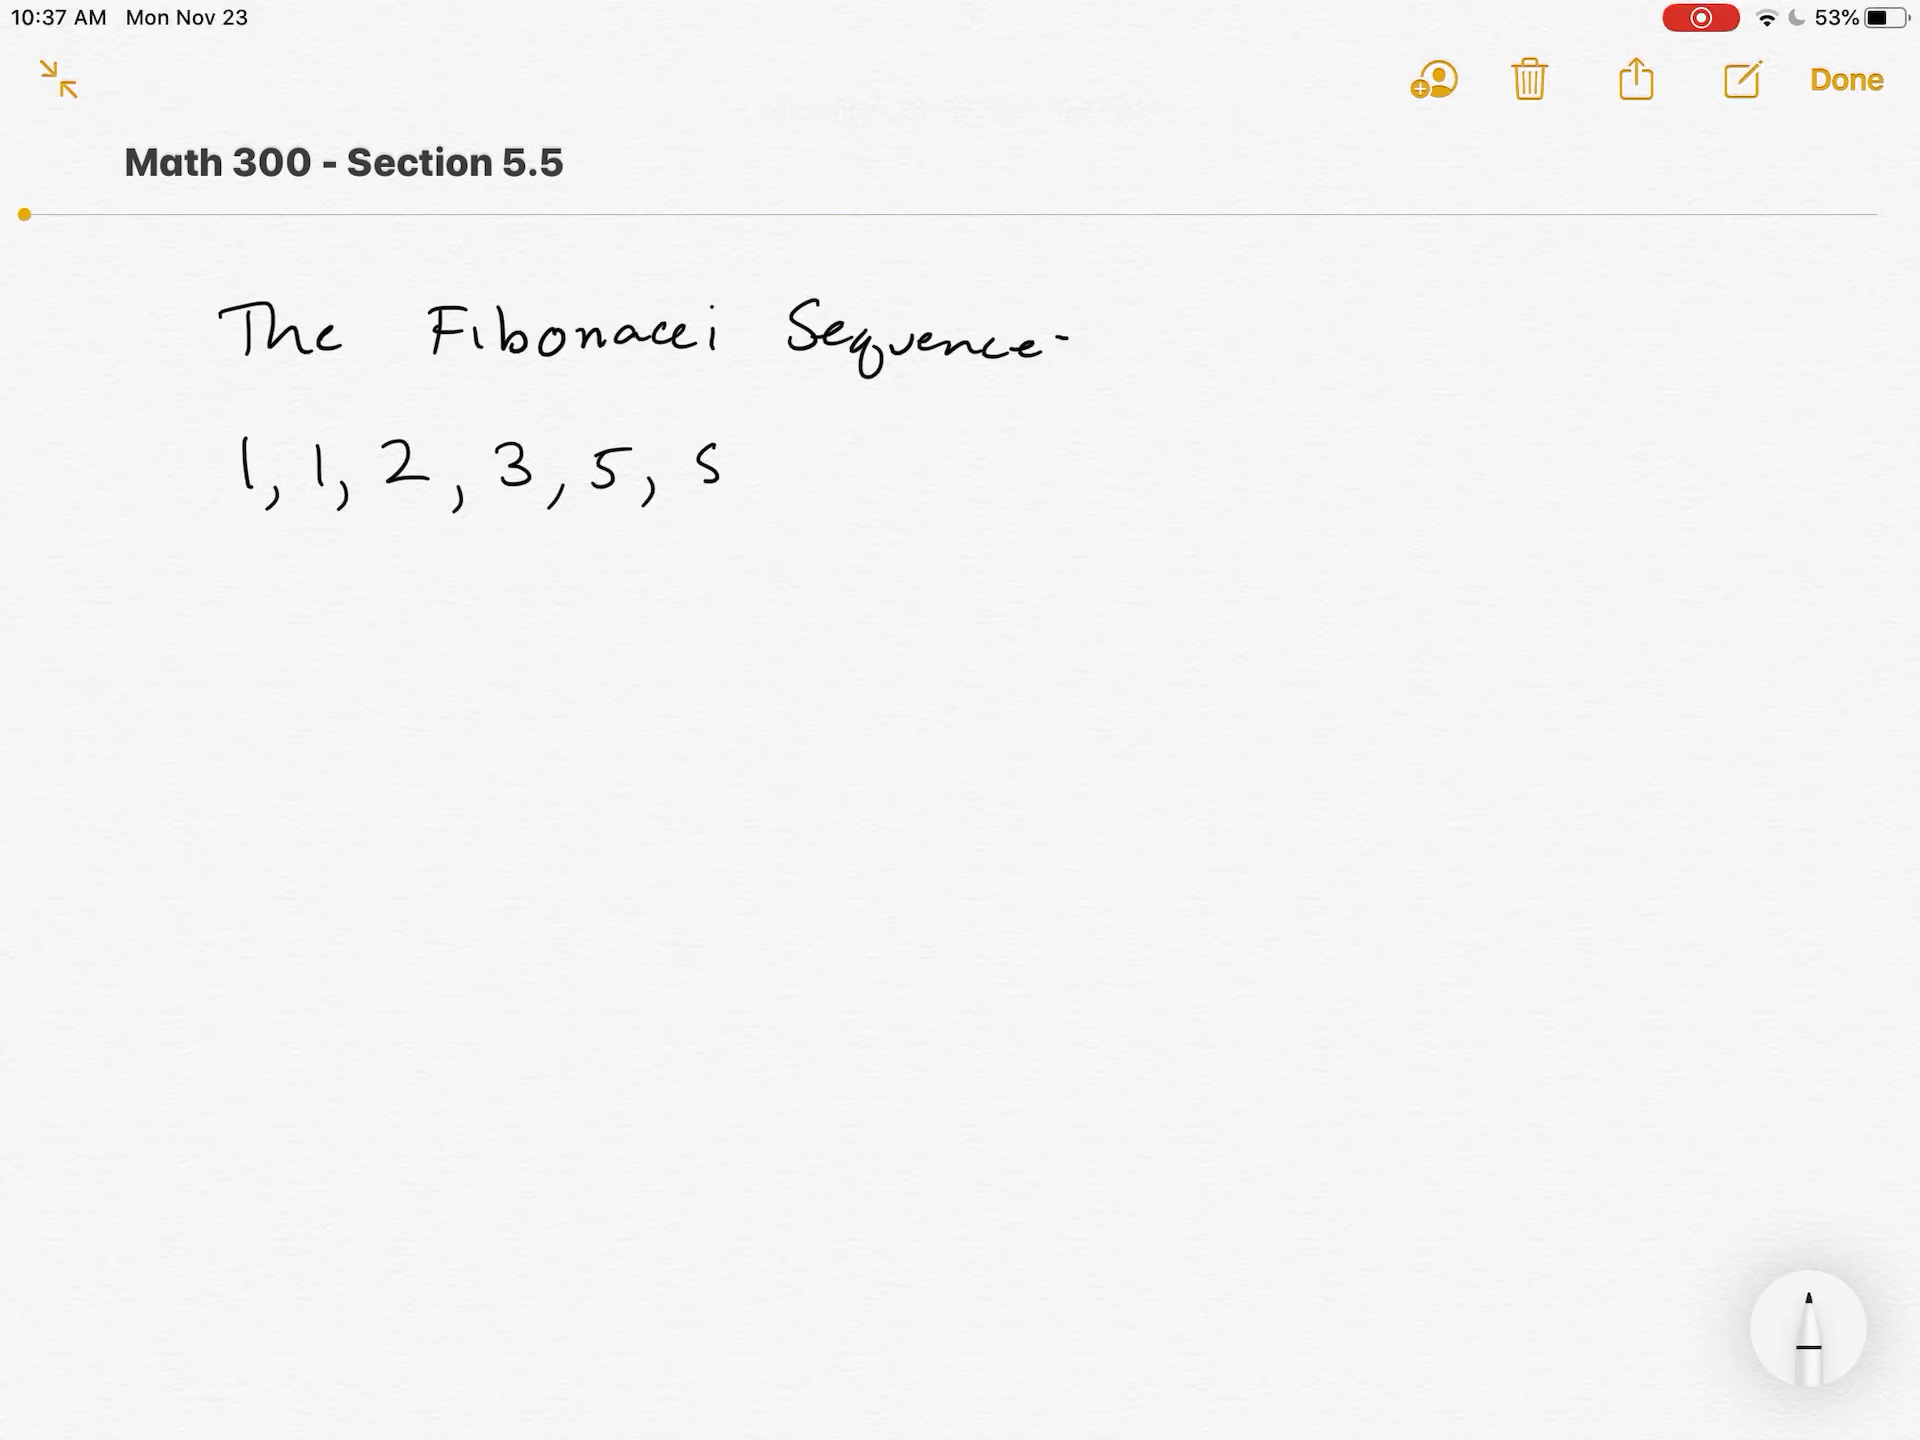 10:37 AM Mon Nov 23 53%
Done
Math 300 - Section 5.5
The Fibonacci Sequence-
1, 1, 2, 3, 5, s